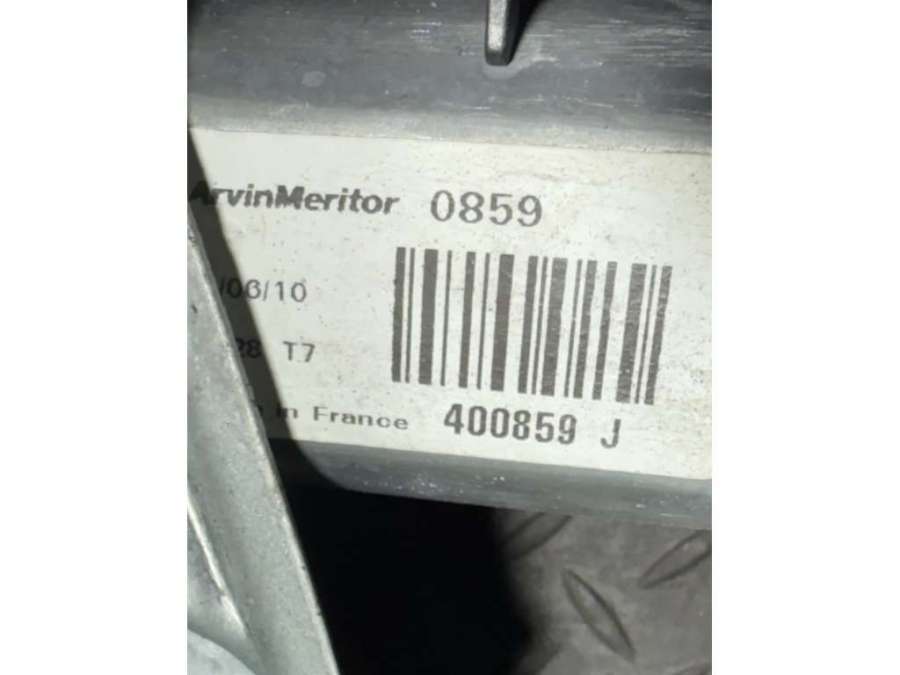 ArvinMeritor 0859
/06/10
28 T7
in France 400859 J